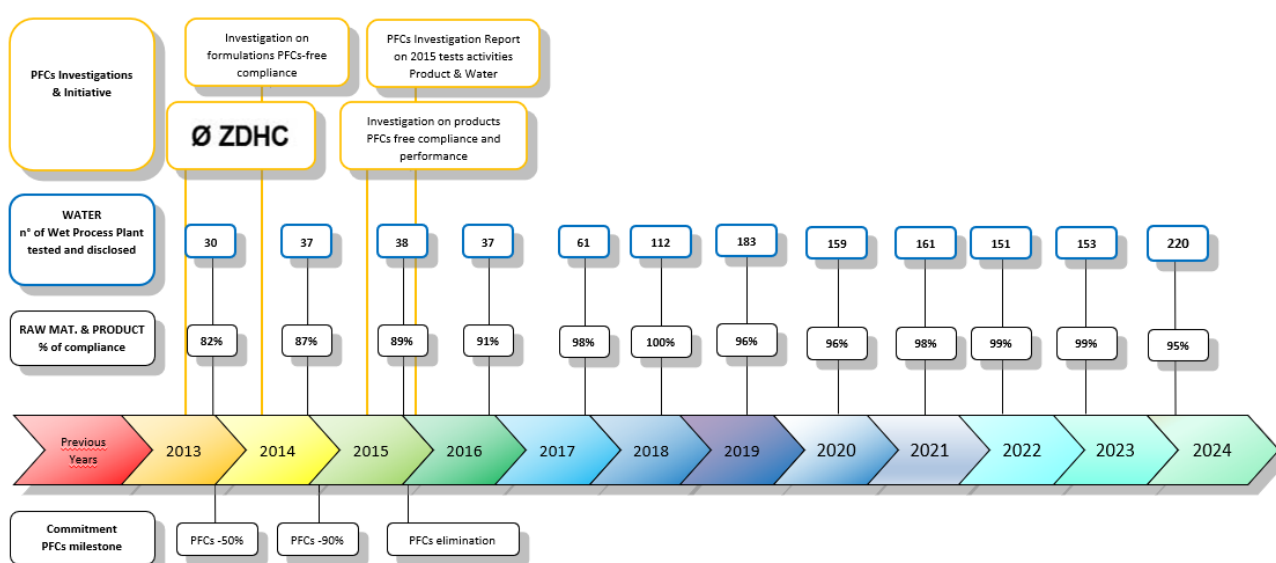 PFCs Investigations
& Initiative
Investigation on
formulations PFCs-free
compliance
PFCs Investigation Report
on 2015 tests activities
Product & Water
Ø ZDHC
Investigation on products
PFCs free compliance and
performance
WATER
n° of Wet Process Plant
tested and disclosed
30
37
38
37
61
112
183
159
161
151
153
220
RAW MAT. & PRODUCT
% of compliance
82%
87%
89%
91%
98%
100%
96%
96%
98%
99%
99%
95%
Previous
Years
2013
2014
2015
2016
2017
2018
2019
2020
2021
2022
2023
2024
Commitment
PFCs milestone
PFCs -50%
PFCs -90%
PFCs elimination